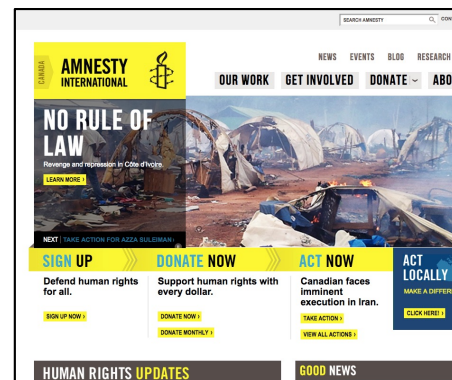 SEARCH AMNESTY
CON
NEWS EVENTS BLOG RESEARCH
CANADA
AMNESTY
INTERNATIONAL
OUR WORK GET INVOLVED DONATE ABO
NO RULE OF
LAW
Revenge and repression in Côte d'Ivoire.
LEARN MORE ›
NEXT | TAKE ACTION FOR AZZA SULEIMAN ›
SIGN UP
Defend human rights
for all.
SIGN UP NOW ›
DONATE NOW
Support human rights with
every dollar.
DONATE NOW ›
DONATE MONTHLY ›
ACT NOW
Canadian faces
imminent
execution in Iran.
TAKE ACTION ›
VIEW ALL ACTIONS ›
ACT
LOCALLY
MAKE A DIFFER
CLICK HERE! ›
HUMAN RIGHTS UPDATES
GOOD NEWS